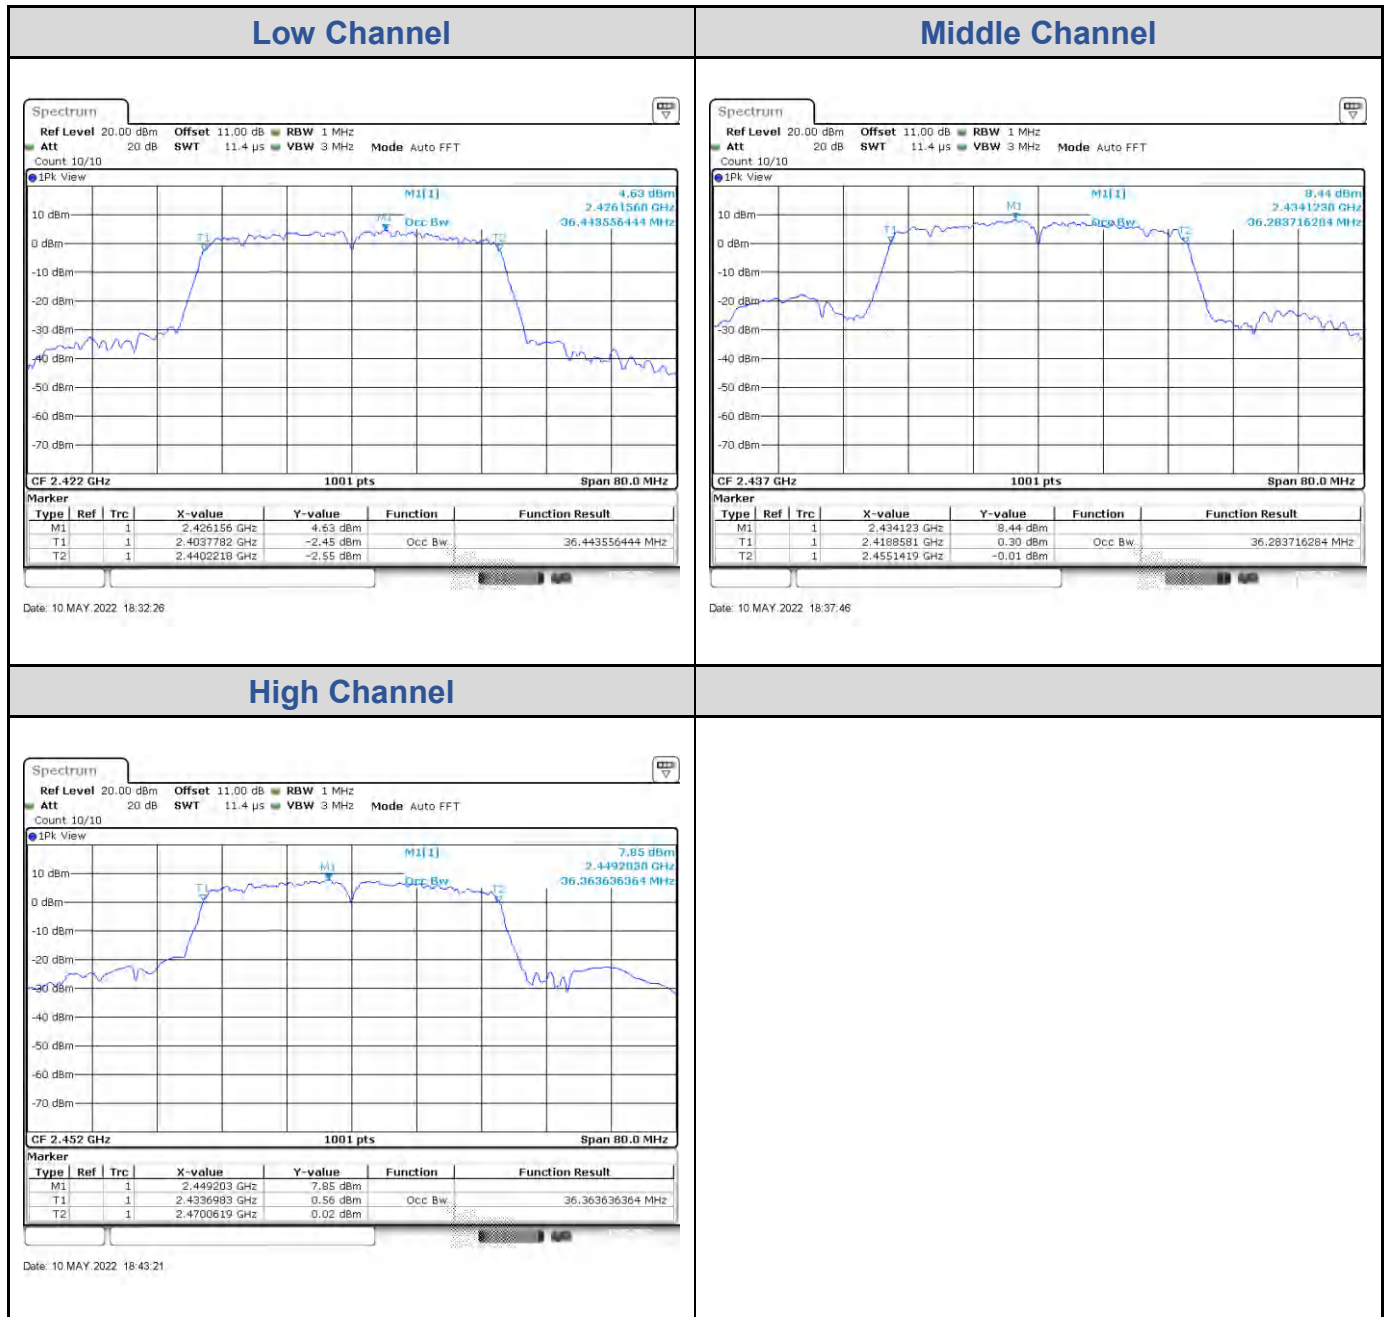 Low Channel
Middle Channel
Spectrum
Ref Level 20.00 dBm Offset 11.00 dB RBW 1 MHz
Att 20 dB SWT 11.4 µs VBW 3 MHz Mode Auto FFT
Count 10/10
1Pk View
M1[1] 4.63 dBm
2.4261560 GHz
Occ Bw 36.443556444 MHz
M1
T1
T2
10 dBm
0 dBm
-10 dBm
-20 dBm
-30 dBm
-40 dBm
-50 dBm
-60 dBm
-70 dBm
CF 2.422 GHz 1001 pts Span 80.0 MHz
Marker
Type Ref Trc X-value Y-value Function Function Result
M1 1 2.426156 GHz 4.63 dBm
T1 1 2.4037782 GHz -2.45 dBm Occ Bw 36.443556444 MHz
T2 1 2.4402218 GHz -2.55 dBm
Date: 10.MAY.2022 18:32:26
Spectrum
Ref Level 20.00 dBm Offset 11.00 dB RBW 1 MHz
Att 20 dB SWT 11.4 µs VBW 3 MHz Mode Auto FFT
Count 10/10
1Pk View
M1[1] 8.44 dBm
2.4341230 GHz
Occ Bw 36.283716284 MHz
M1
T1
T2
10 dBm
0 dBm
-10 dBm
-20 dBm
-30 dBm
-40 dBm
-50 dBm
-60 dBm
-70 dBm
CF 2.437 GHz 1001 pts Span 80.0 MHz
Marker
Type Ref Trc X-value Y-value Function Function Result
M1 1 2.434123 GHz 8.44 dBm
T1 1 2.4188581 GHz 0.30 dBm Occ Bw 36.283716284 MHz
T2 1 2.4551419 GHz -0.01 dBm
Date: 10.MAY.2022 18:37:46
High Channel
Spectrum
Ref Level 20.00 dBm Offset 11.00 dB RBW 1 MHz
Att 20 dB SWT 11.4 µs VBW 3 MHz Mode Auto FFT
Count 10/10
1Pk View
M1[1] 7.85 dBm
2.4492030 GHz
Occ Bw 36.363636364 MHz
M1
T1
T2
10 dBm
0 dBm
-10 dBm
-20 dBm
-30 dBm
-40 dBm
-50 dBm
-60 dBm
-70 dBm
CF 2.452 GHz 1001 pts Span 80.0 MHz
Marker
Type Ref Trc X-value Y-value Function Function Result
M1 1 2.449203 GHz 7.85 dBm
T1 1 2.4336983 GHz 0.56 dBm Occ Bw 36.363636364 MHz
T2 1 2.4700619 GHz 0.02 dBm
Date: 10.MAY.2022 18:43:21